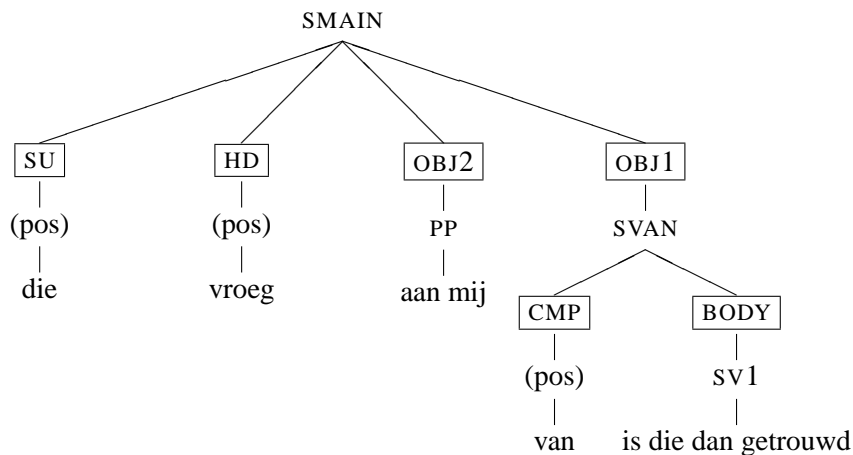 SMAIN
SU HD OBJ2 OBJ1
(pos) (pos) PP SVAN
die vroeg aan mij
CMP BODY
(pos) SV1
van is die dan getrouwd